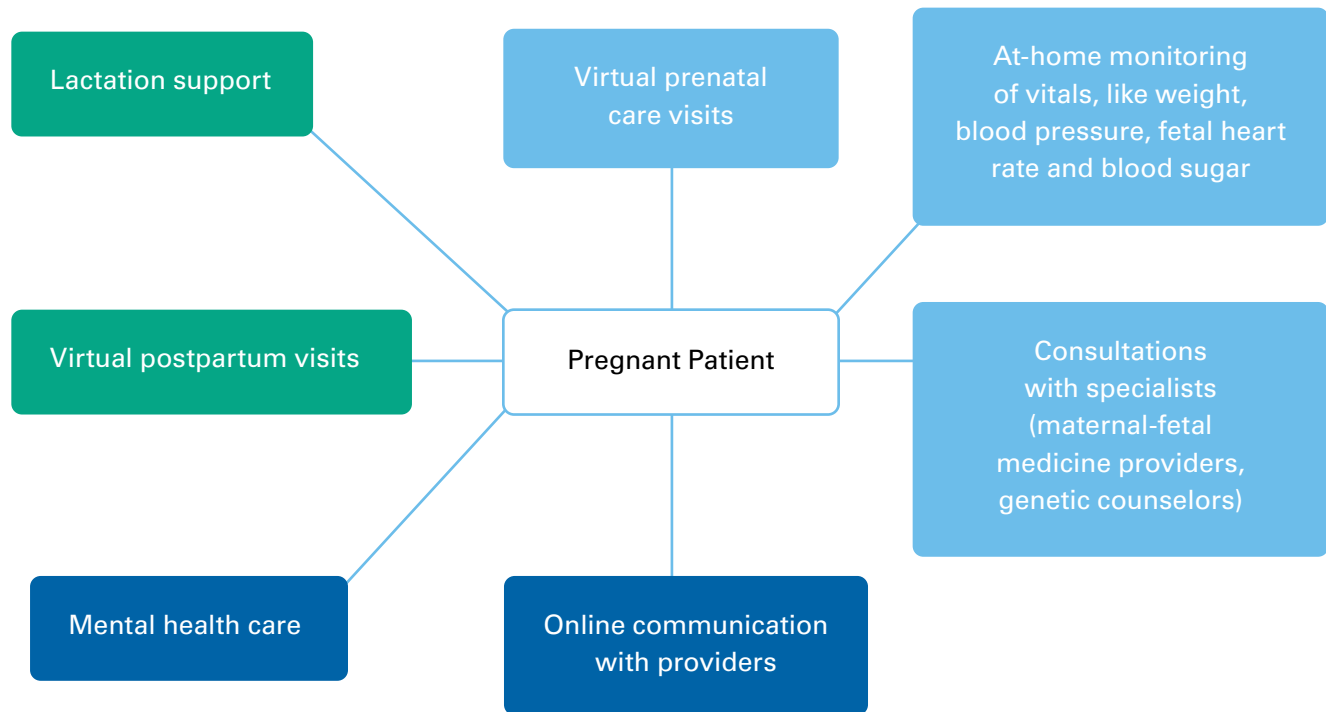 Lactation support
Virtual prenatal
care visits
At-home monitoring
of vitals, like weight,
blood pressure, fetal heart
rate and blood sugar
Virtual postpartum visits
Pregnant Patient
Consultations
with specialists
(maternal-fetal
medicine providers,
genetic counselors)
Mental health care
Online communication
with providers